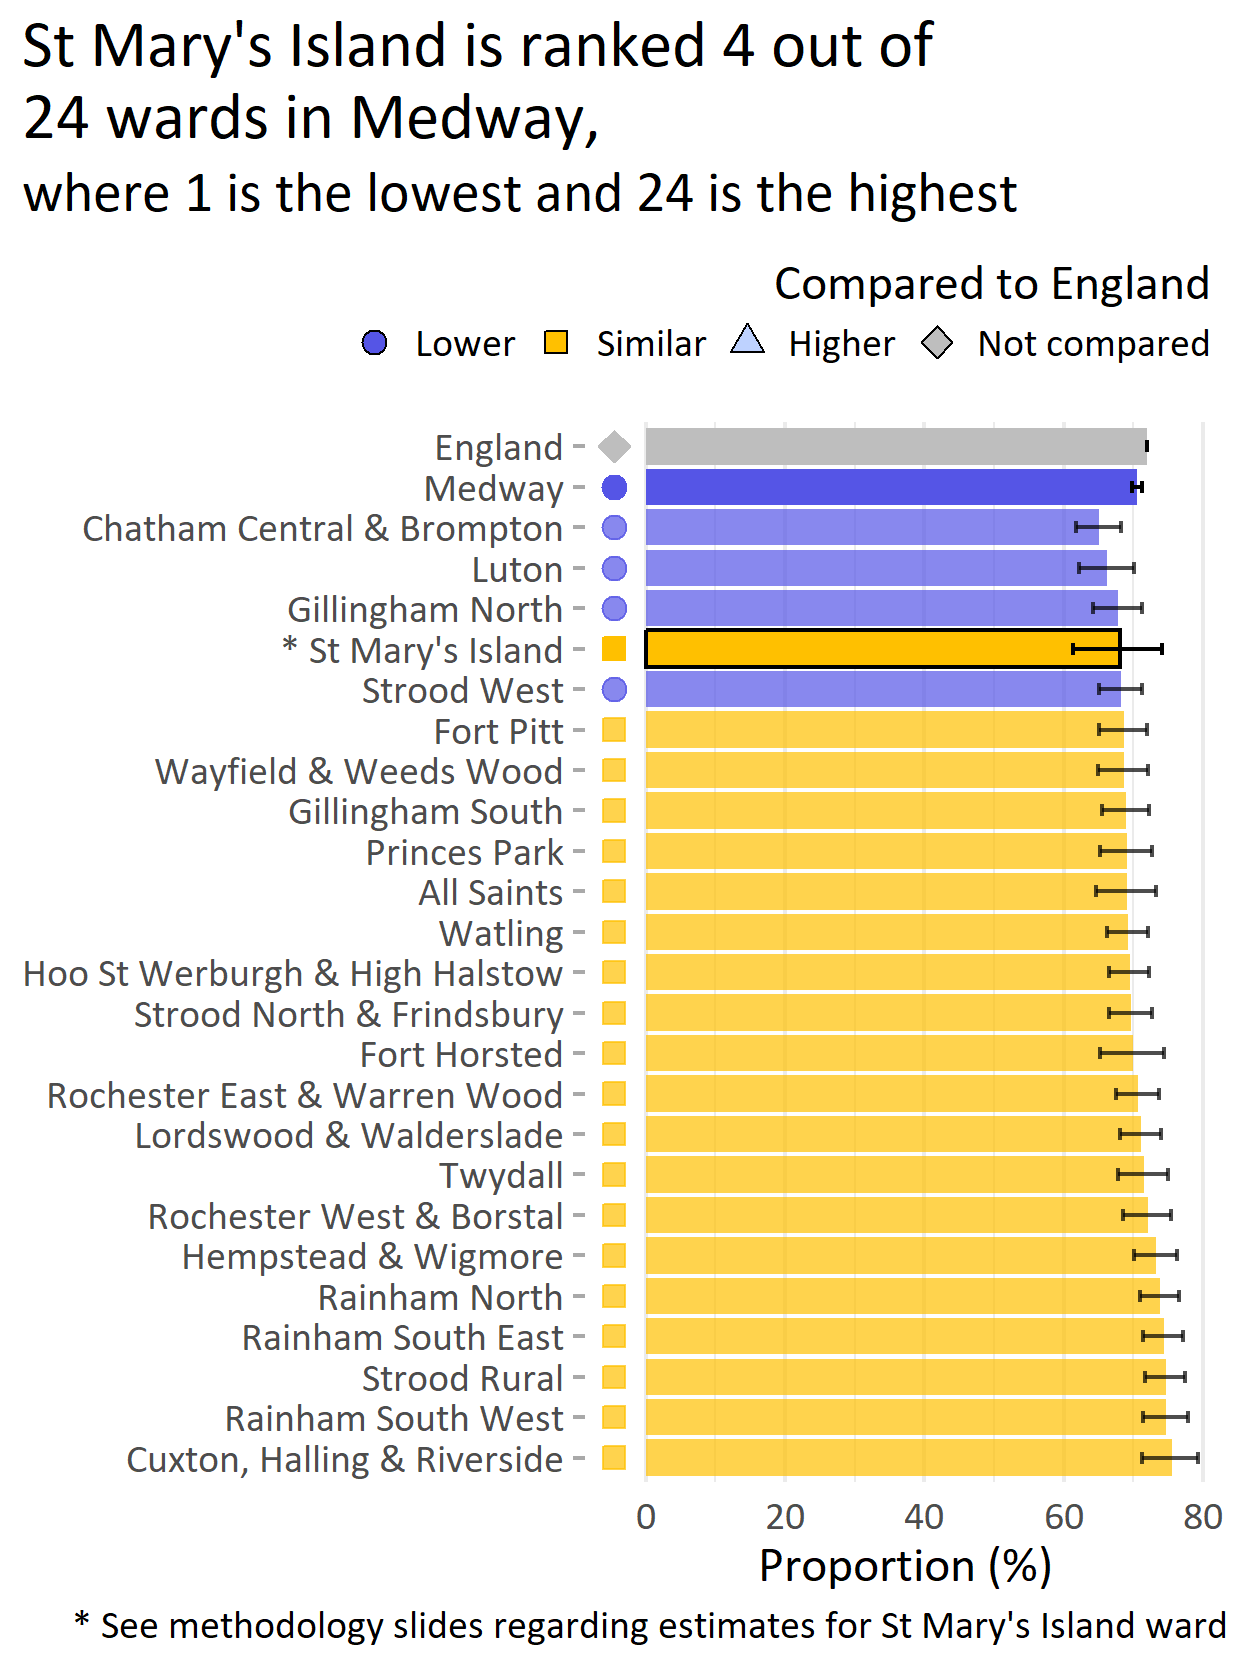 St Mary's Island is ranked 4 out of
24 wards in Medway,
where 1 is the lowest and 24 is the highest
Compared to England
Lower Similar Higher Not compared
England
Medway
Chatham Central & Brompton
Luton
Gillingham North
* St Mary's Island
Strood West
Fort Pitt
Wayfield & Weeds Wood
Gillingham South
Princes Park
All Saints
Watling
Hoo St Werburgh & High Halstow
Strood North & Frindsbury
Fort Horsted
Rochester East & Warren Wood
Lordswood & Walderslade
Twydall
Rochester West & Borstal
Hempstead & Wigmore
Rainham North
Rainham South East
Strood Rural
Rainham South West
Cuxton, Halling & Riverside
0 20 40 60 80
Proportion (%)
* See methodology slides regarding estimates for St Mary's Island ward